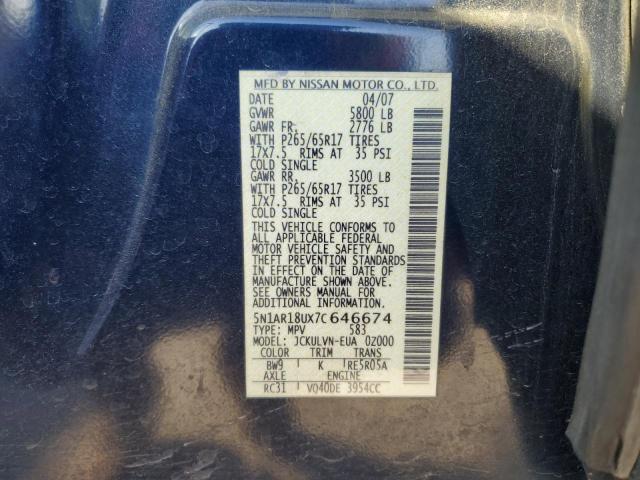 MFD BY NISSAN MOTOR CO., LTD.
DATE 04/07
GVWR 5800 LB
GAWR FR. 2776 LB
WITH P265/65R17 TIRES
17X7.5 RIMS AT 35 PSI
COLD SINGLE
GAWR RR. 3500 LB
WITH P265/65R17 TIRES
17X7.5 RIMS AT 35 PSI
COLD SINGLE
THIS VEHICLE CONFORMS TO
ALL APPLICABLE FEDERAL
MOTOR VEHICLE SAFETY AND
THEFT PREVENTION STANDARDS
IN EFFECT ON THE DATE OF
MANUFACTURE SHOWN ABOVE.
SEE OWNERS MANUAL FOR
ADDITIONAL INFORMATION.
5N1AR18UX7C646674
TYPE: MPV 583
MODEL: JCKULVN-EUA 0Z000
COLOR TRIM TRANS
BW9 K RE5R05A
AXLE ENGINE
RC31 VQ40DE 3954CC